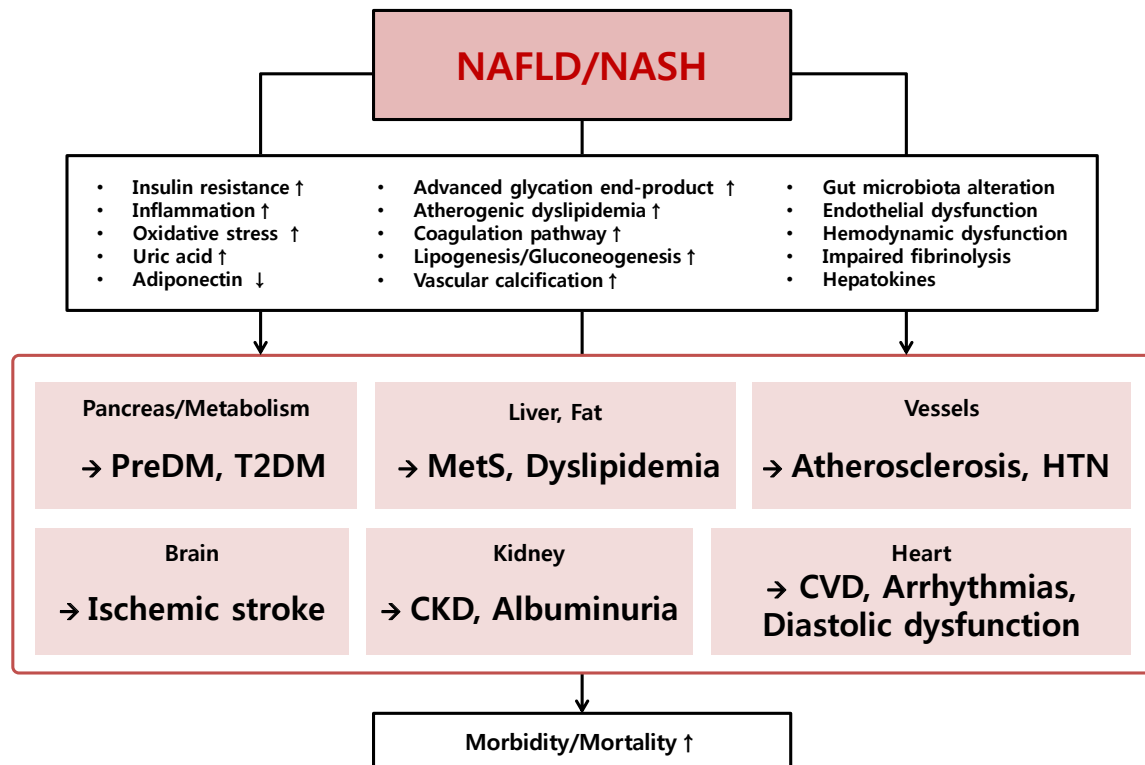 NAFLD/NASH
• Insulin resistance ↑
• Inflammation ↑
• Oxidative stress ↑
• Uric acid ↑
• Adiponectin ↓
• Advanced glycation end-product ↑
• Atherogenic dyslipidemia ↑
• Coagulation pathway ↑
• Lipogenesis/Gluconeogenesis ↑
• Vascular calcification ↑
• Gut microbiota alteration
• Endothelial dysfunction
• Hemodynamic dysfunction
• Impaired fibrinolysis
• Hepatokines
Pancreas/Metabolism
→ PreDM, T2DM
Liver, Fat
→ MetS, Dyslipidemia
Vessels
→ Atherosclerosis, HTN
Brain
→ Ischemic stroke
Kidney
→ CKD, Albuminuria
Heart
→ CVD, Arrhythmias,
Diastolic dysfunction
Morbidity/Mortality ↑